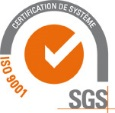 CERTIFICATION DE SYSTÈME
ISO 9001
SGS